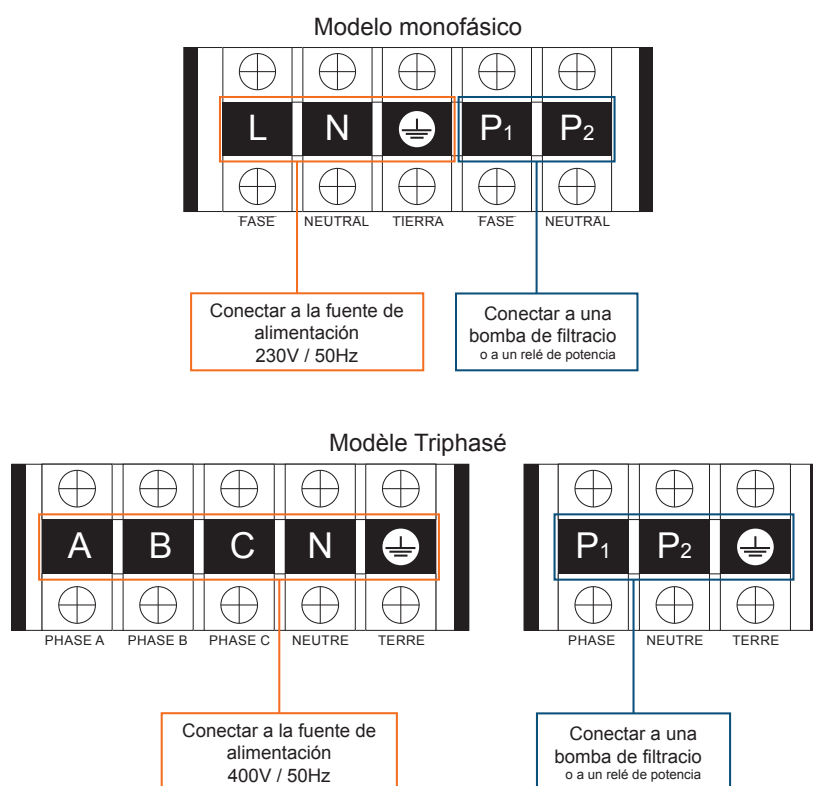 Modelo monofásico
L N P1 P2
FASE NEUTRAL TIERRA FASE NEUTRAL
Conectar a la fuente de
alimentación
230V / 50Hz
Conectar a una
bomba de filtracio
o a un relé de potencia
Modèle Triphasé
A B C N
PHASE A PHASE B PHASE C NEUTRE TERRE
P1 P2
PHASE NEUTRE TERRE
Conectar a la fuente de
alimentación
400V / 50Hz
Conectar a una
bomba de filtracio
o a un relé de potencia